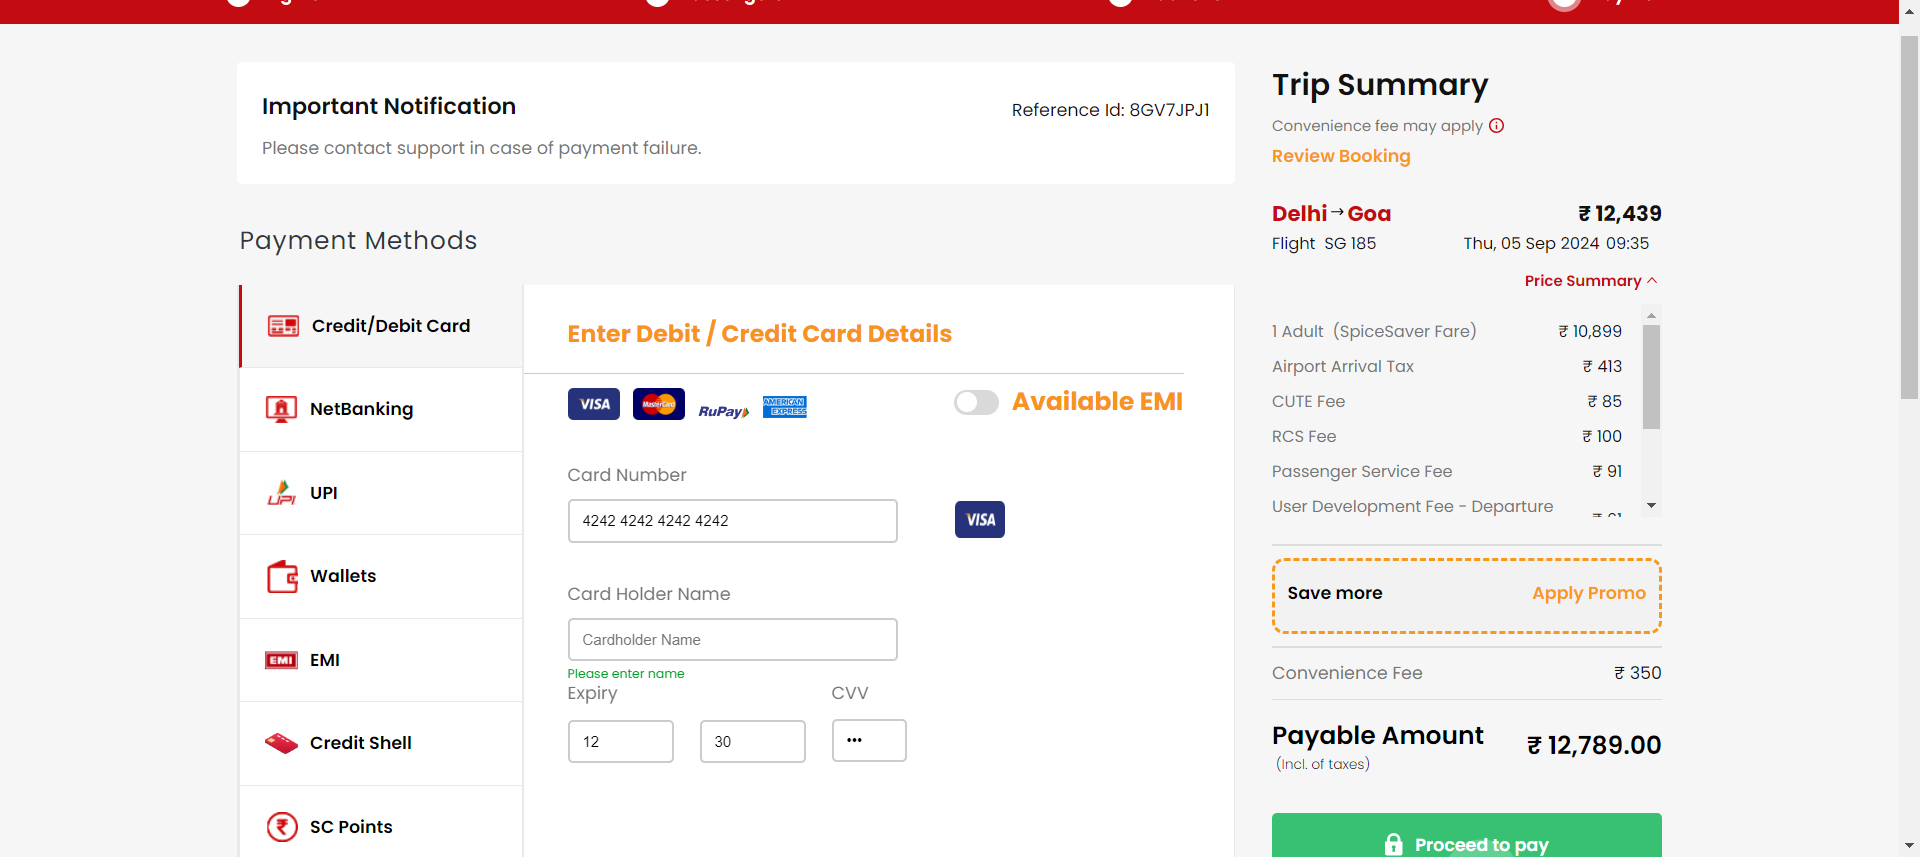 Important Notification
Reference Id: 8GV7JPJ1
Please contact support in case of payment failure.
Payment Methods
Credit/Debit Card
NetBanking
UPI
UPI
Wallets
EMI
EMI
Credit Shell
SC Points
Enter Debit / Credit Card Details
VISA
MasterCard
RuPay
AMERICAN
EXPRESS
Available EMI
Card Number
4242 4242 4242 4242
VISA
Card Holder Name
Cardholder Name
Please enter name
Expiry
CVV
12
30
•••
Trip Summary
Convenience fee may apply
Review Booking
Delhi → Goa
₹ 12,439
Flight SG 185
Thu, 05 Sep 2024 09:35
Price Summary
1 Adult (SpiceSaver Fare)
₹ 10,899
Airport Arrival Tax
₹ 413
CUTE Fee
₹ 85
RCS Fee
₹ 100
Passenger Service Fee
₹ 91
User Development Fee - Departure
Save more
Apply Promo
Convenience Fee
₹ 350
Payable Amount
₹ 12,789.00
(Incl. of taxes)
Proceed to pay